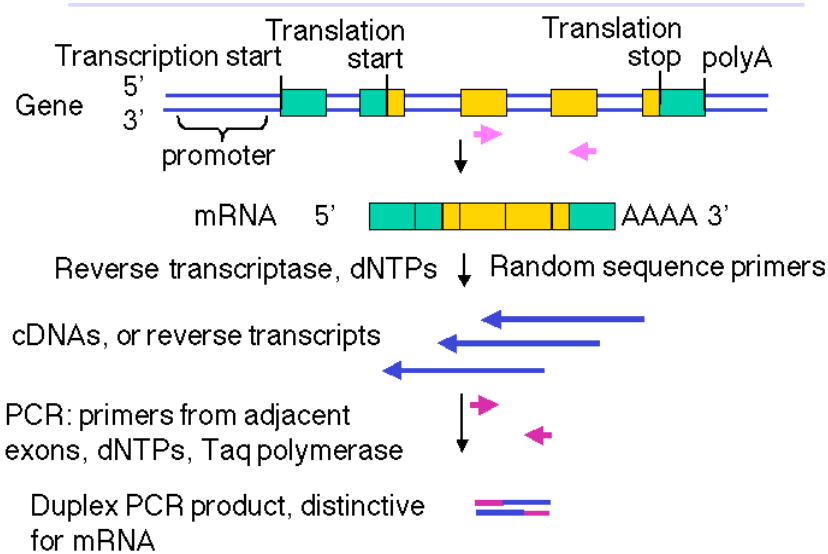 Translation
start
Translation
stop
Transcription start
polyA
5’
Gene
3’
promoter
mRNA 5’ AAAA 3’
Reverse transcriptase, dNTPs
Random sequence primers
cDNAs, or reverse transcripts
PCR: primers from adjacent
exons, dNTPs, Taq polymerase
Duplex PCR product, distinctive
for mRNA